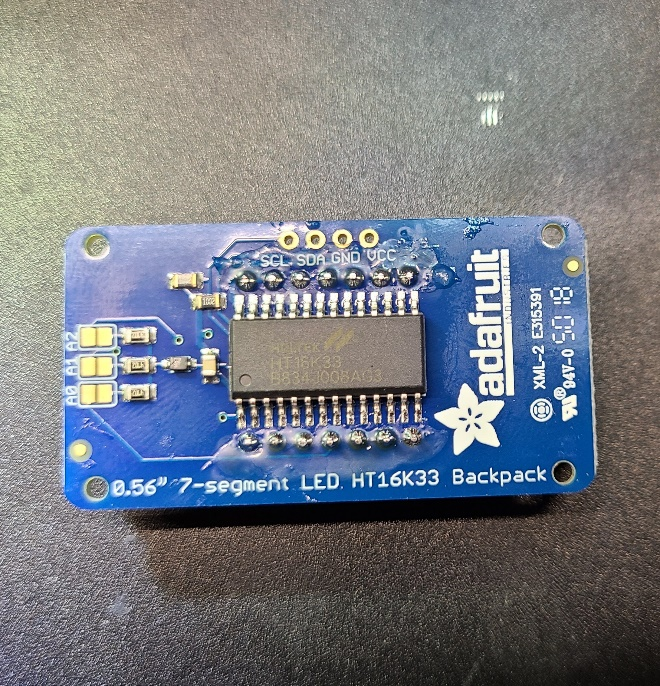 SCL SDA GND VCC
A2
A1
A0
HT16K33
adafruit
XML-2 E315391
94V-0 5018
0.56" 7-segment LED HT16K33 Backpack